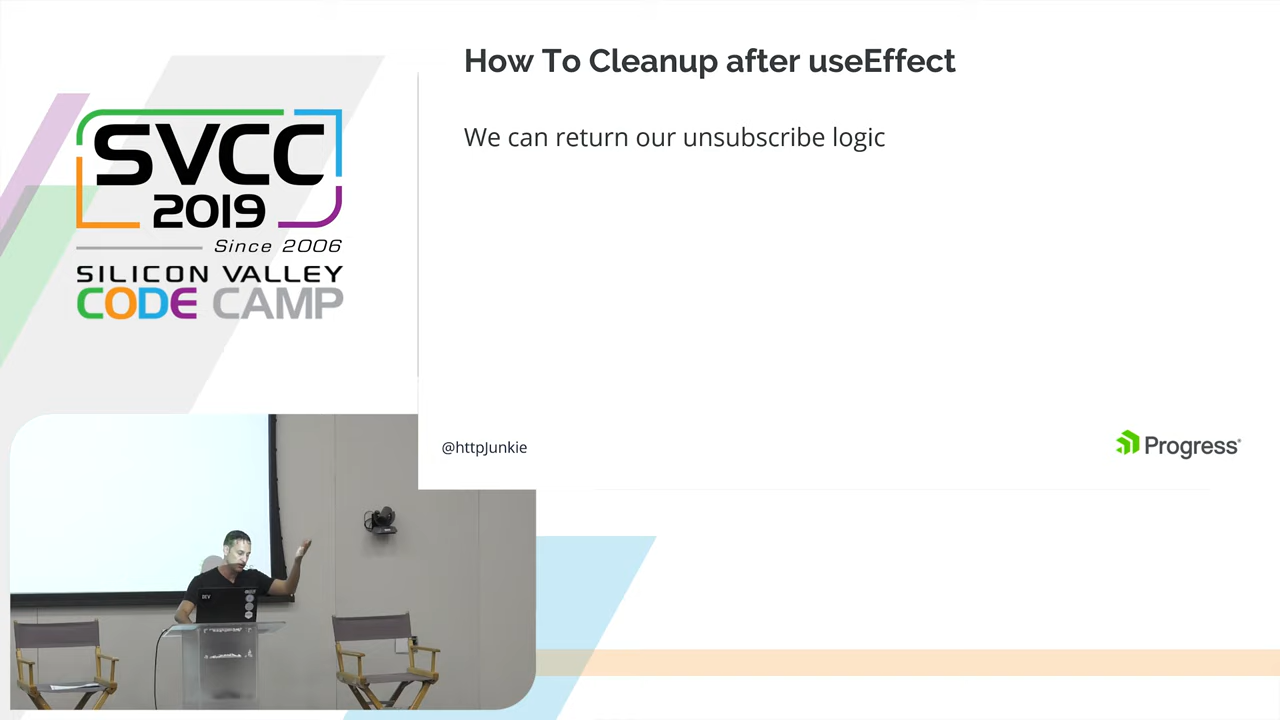 How To Cleanup after useEffect
We can return our unsubscribe logic
SVCC
2019
Since 2006
SILICON VALLEY
CODE CAMP
@httpJunkie
Progress
DEV